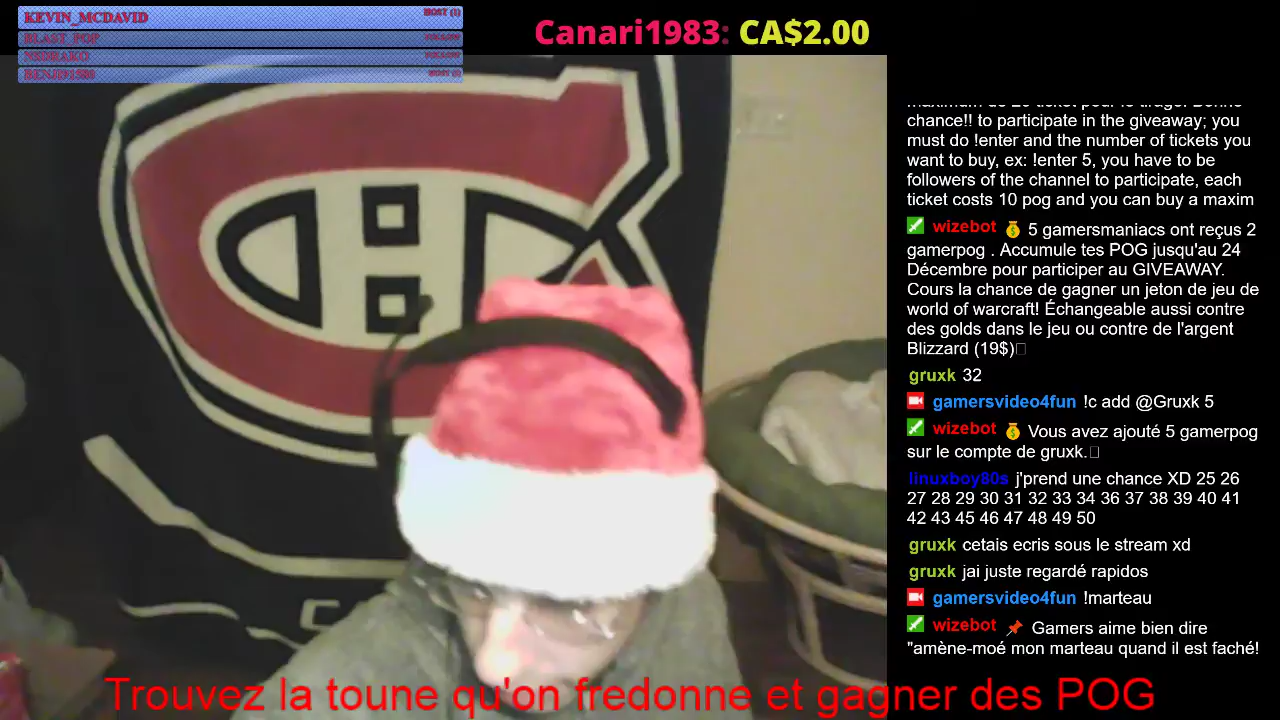 KEVIN_MCDAVID HOST (1)
BLAST_POP FOLLOW
NEDRAKO FOLLOW
HOST (1)
Canari1983: CA$2.00
chance!! to participate in the giveaway; you
must do !enter and the number of tickets you
want to buy, ex: !enter 5, you have to be
followers of the channel to participate, each
ticket costs 10 pog and you can buy a maxim
wizebot 💰 5 gamersmaniacs ont reçus 2
gamerpog . Accumule tes POG jusqu'au 24
Décembre pour participer au GIVEAWAY.
Cours la chance de gagner un jeton de jeu de
world of warcraft! Échangeable aussi contre
des golds dans le jeu ou contre de l'argent
Blizzard (19$)
gruxk 32
gamersvideo4fun !c add @Gruxk 5
wizebot 💰 Vous avez ajouté 5 gamerpog
sur le compte de gruxk.
linuxboy80s j'prend une chance XD 25 26
27 28 29 30 31 32 33 34 36 37 38 39 40 41
42 43 45 46 47 48 49 50
gruxk cetais ecris sous le stream xd
gruxk jai juste regardé rapidos
gamersvideo4fun !marteau
wizebot 📌 Gamers aime bien dire
"amène-moé mon marteau quand il est faché!
Trouvez la toune qu'on fredonne et gagner des POG